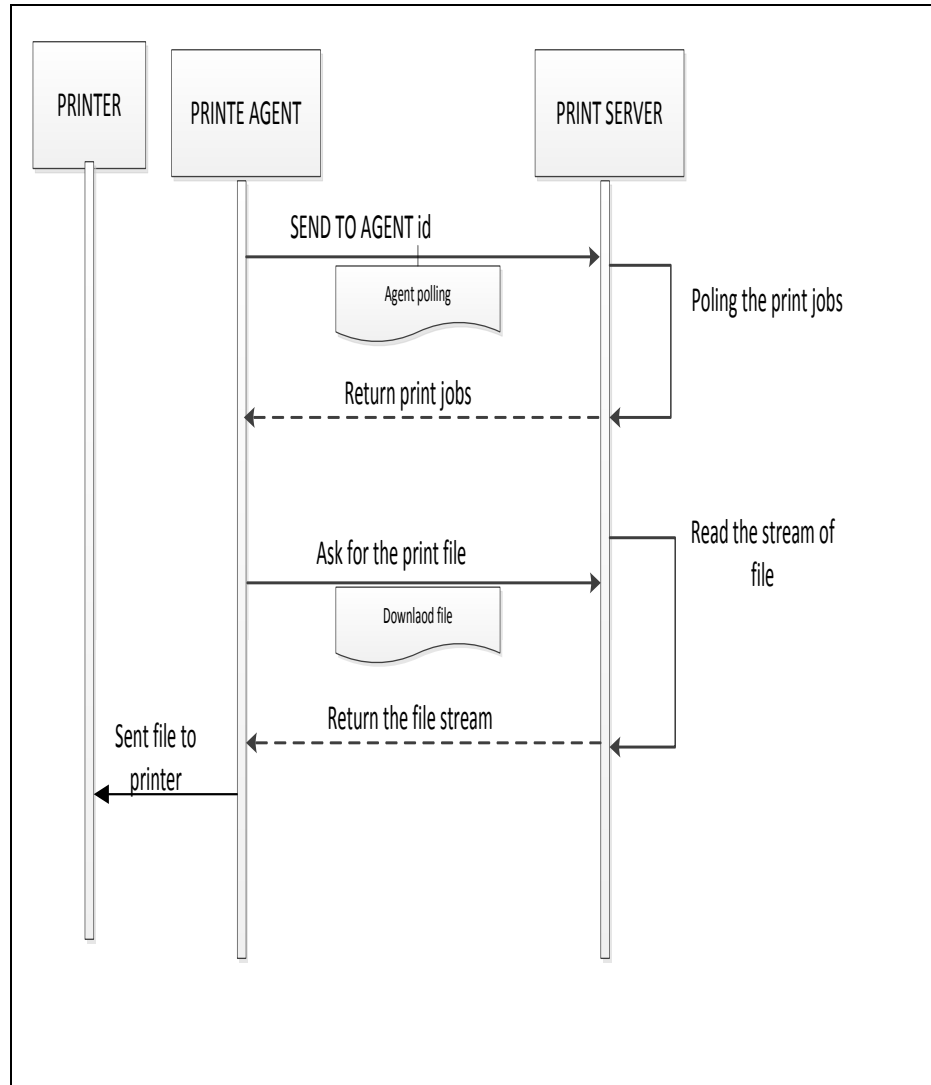 PRINTER
PRINTE AGENT
PRINT SERVER
SEND TO AGENT id
Agent polling
Poling the print jobs
Return print jobs
Read the stream of
file
Ask for the print file
Downlaod file
Return the file stream
Sent file to
printer